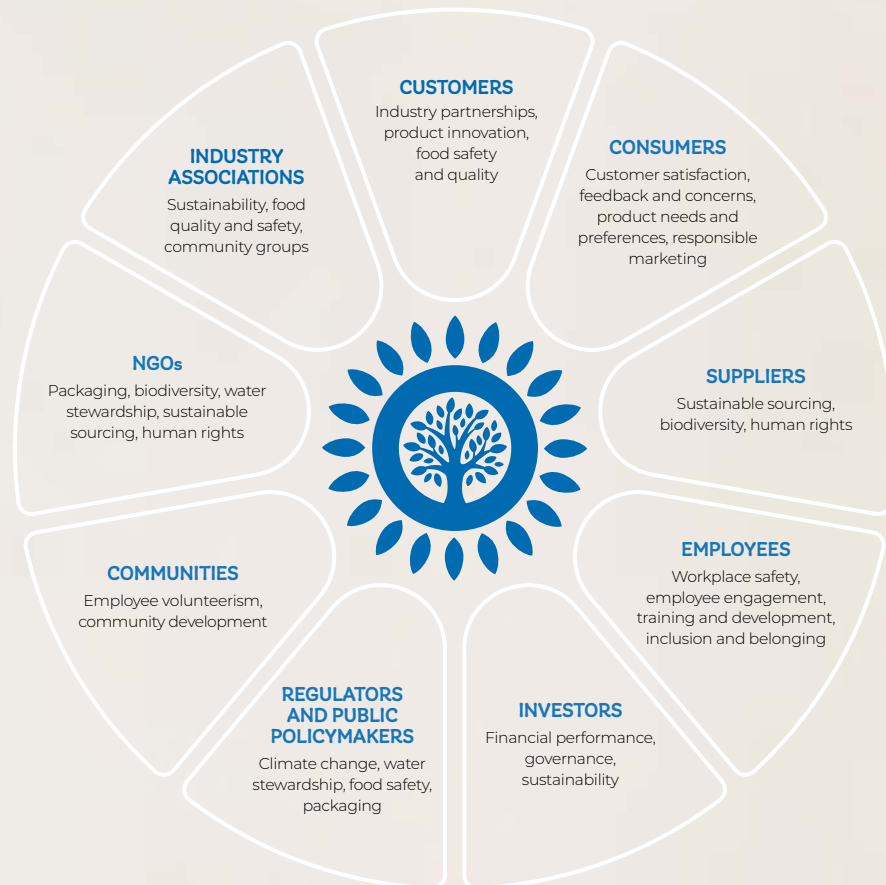 CUSTOMERS
Industry partnerships,
product innovation,
food safety
and quality
CONSUMERS
Customer satisfaction,
feedback and concerns,
product needs and
preferences, responsible
marketing
SUPPLIERS
Sustainable sourcing,
biodiversity, human rights
EMPLOYEES
Workplace safety,
employee engagement,
training and development,
inclusion and belonging
INVESTORS
Financial performance,
governance,
sustainability
REGULATORS
AND PUBLIC
POLICYMAKERS
Climate change, water
stewardship, food safety,
packaging
COMMUNITIES
Employee volunteerism,
community development
NGOs
Packaging, biodiversity, water
stewardship, sustainable
sourcing, human rights
INDUSTRY
ASSOCIATIONS
Sustainability, food
quality and safety,
community groups